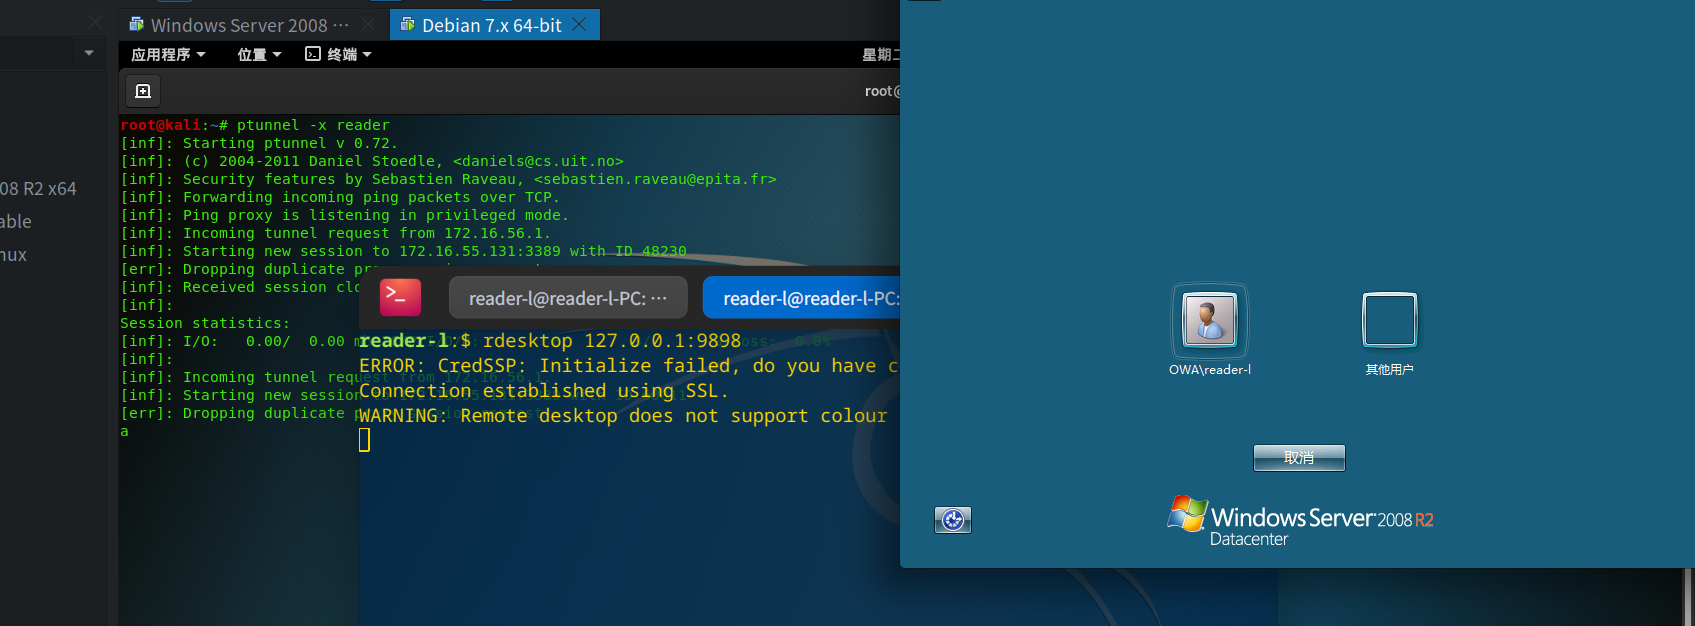 Windows Server 2008 ···
Debian 7.x 64-bit
应用程序
位置
终端
星期二
root@
root@kali:~# ptunnel -x reader
[inf]: Starting ptunnel v 0.72.
[inf]: (c) 2004-2011 Daniel Stoedle, <daniels@cs.uit.no>
[inf]: Security features by Sebastien Raveau, <sebastien.raveau@epita.fr>
[inf]: Forwarding incoming ping packets over TCP.
[inf]: Ping proxy is listening in privileged mode.
[inf]: Incoming tunnel request from 172.16.56.1.
[inf]: Starting new session to 172.16.55.131:3389 with ID 48230
[err]: Dropping duplicate pr
[inf]: Received session clo
[inf]:
Session statistics:
[inf]: I/O:   0.00/  0.00 m
[inf]:
[inf]: Incoming tunnel request from 172.16.56.1.
[inf]: Starting new session
[err]: Dropping duplicate p
a
08 R2 x64
able
nux
reader-l@reader-l-PC: ···
reader-l@reader-l-PC:
reader-l:$ rdesktop 127.0.0.1:9898
ERROR: CredSSP: Initialize failed, do you have c
Connection established using SSL.
WARNING: Remote desktop does not support colour
OWA\reader-l
其他用户
取消
Windows Server 2008 R2
Datacenter